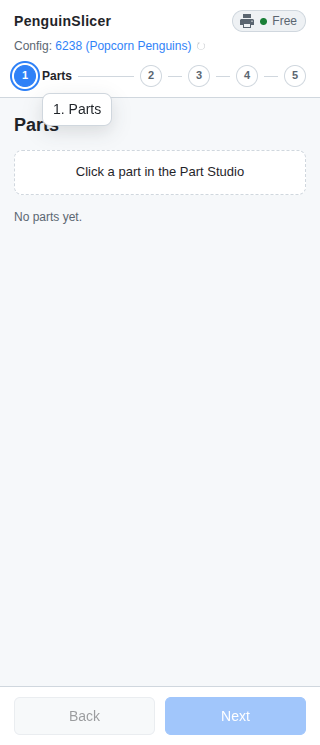 PenguinSlicer
Free
Config: 6238 (Popcorn Penguins)
1 Parts 2 3 4 5
1. Parts
Parts
Click a part in the Part Studio
No parts yet.
Back
Next